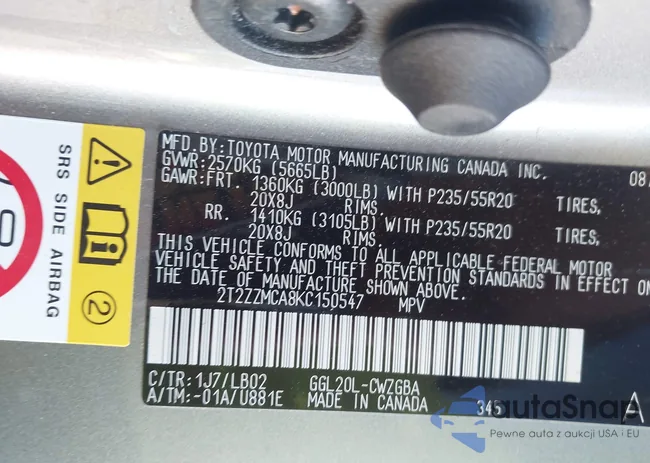 MFD.BY:TOYOTA MOTOR MANUFACTURING CANADA INC. 08/
GVWR:2570KG (5665LB)
GAWR:FRT. 1360KG (3000LB) WITH P235/55R20 TIRES,
20X8J RIMS.
RR. 1410KG (3105LB) WITH P235/55R20 TIRES,
20X8J RIMS.
THIS VEHICLE CONFORMS TO ALL APPLICABLE FEDERAL MOTOR
VEHICLE SAFETY AND THEFT PREVENTION STANDARDS IN EFFECT ON
THE DATE OF MANUFACTURE SHOWN ABOVE.
2T2ZZMCA8KC150547 MPV
C/TR:1J7/LB02 GGL20L-CWZGBA
A/TM:-01A/U881E MADE IN CANADA 345 A
SRS SIDE AIRBAG
2
autaSnap
Pewne auta z aukcji USA i EU